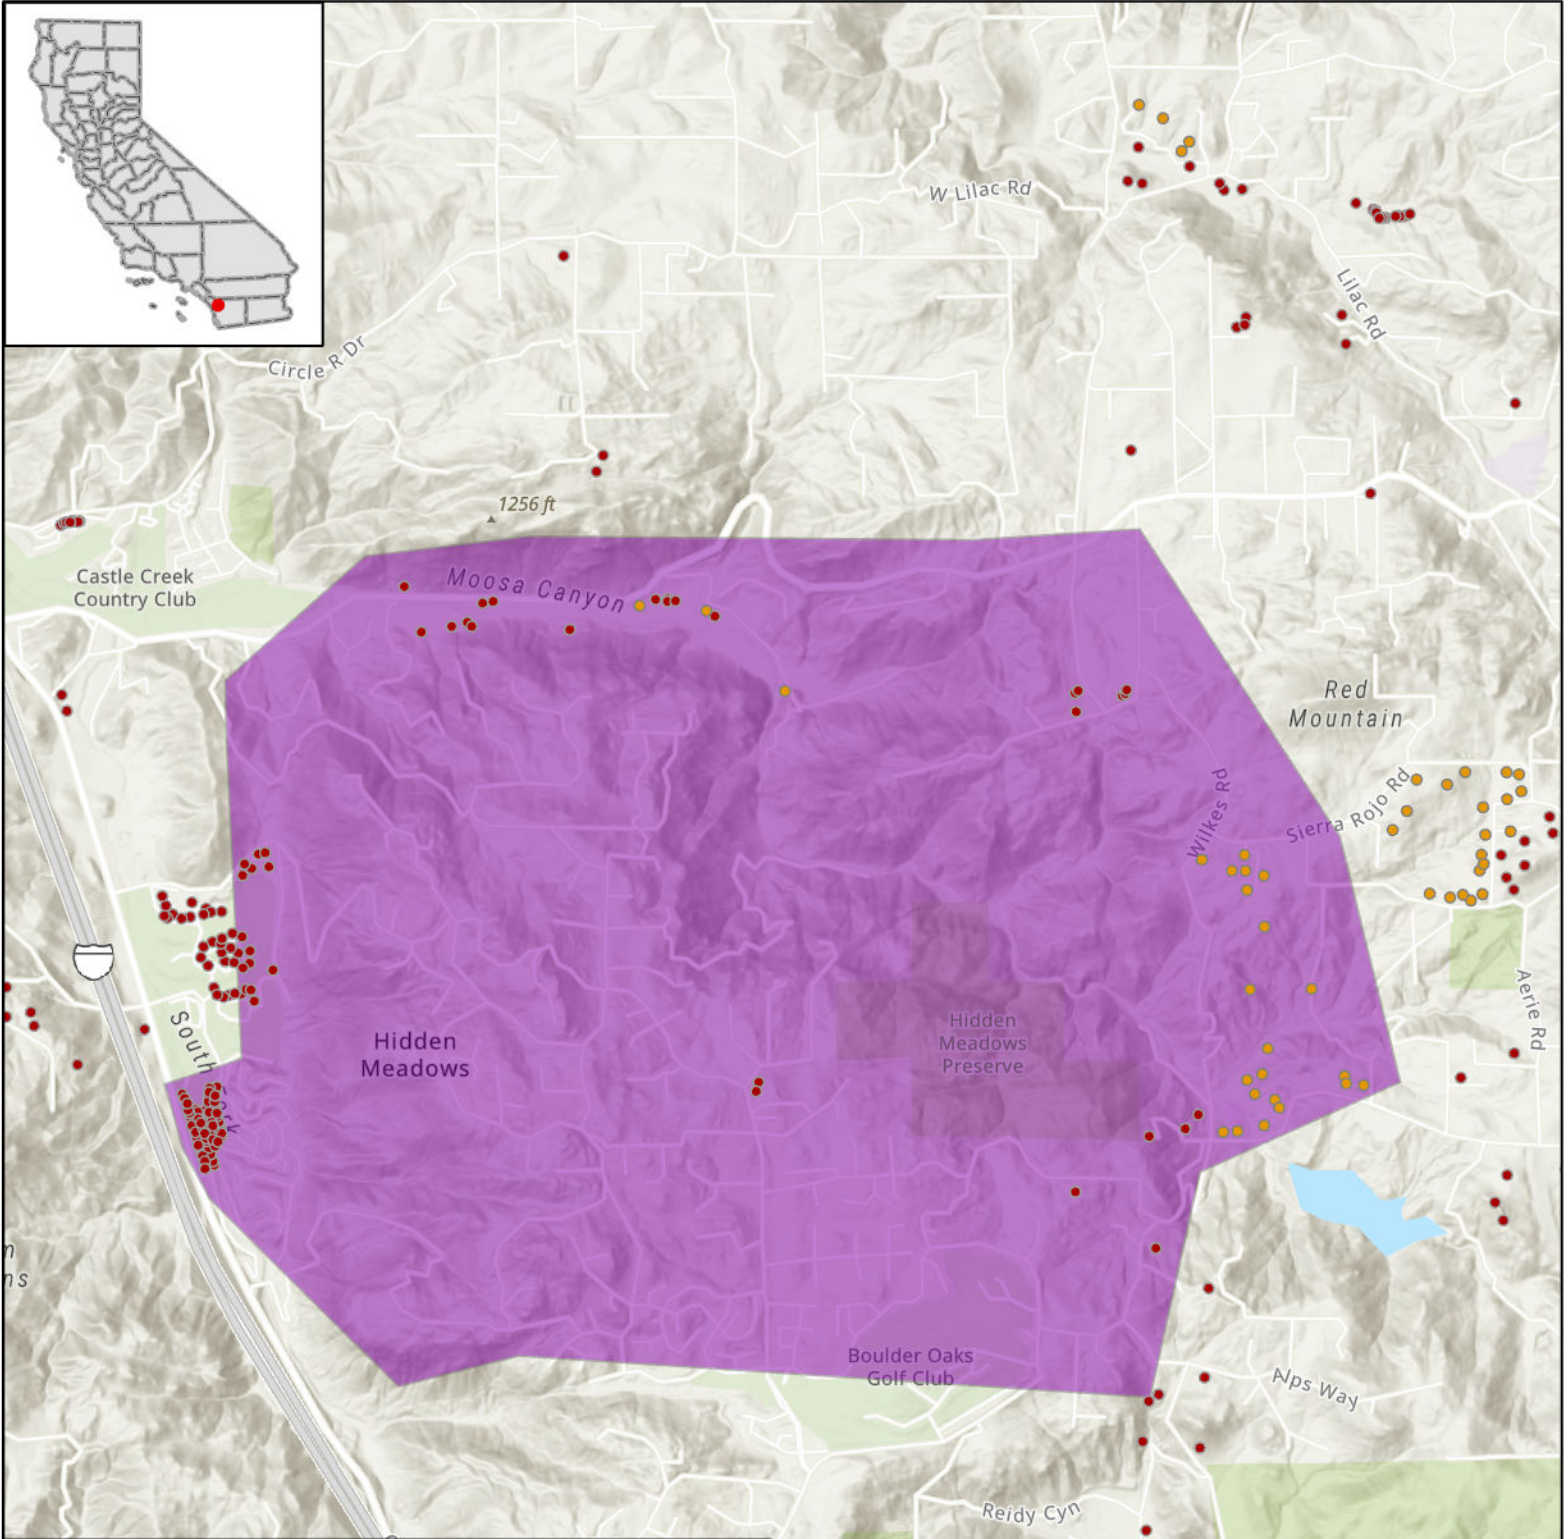 W Lilac Rd
Lilac Rd
Circle R Dr
1256 ft
Castle Creek
Country Club
Moosa Canyon
Red
Mountain
Wilkes Rd
Sierra Rojo Rd
Aerie Rd
South Fork
Hidden
Meadows
Hidden
Meadows
Preserve
Boulder Oaks
Golf Club
Alps Way
Reidy Cyn